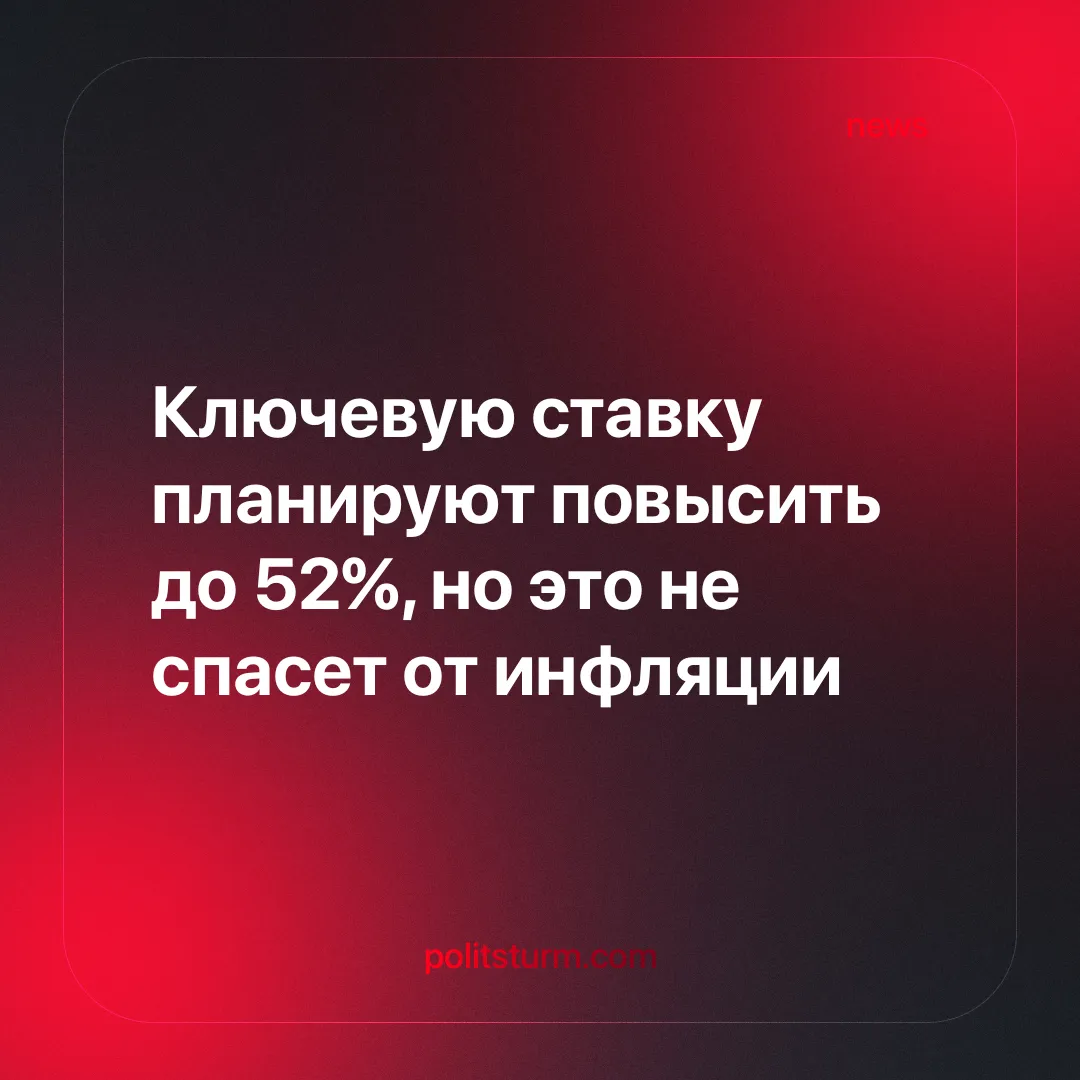 news
Ключевую ставку
планируют повысить
до 52%, но это не
спасет от инфляции
politsturm.com